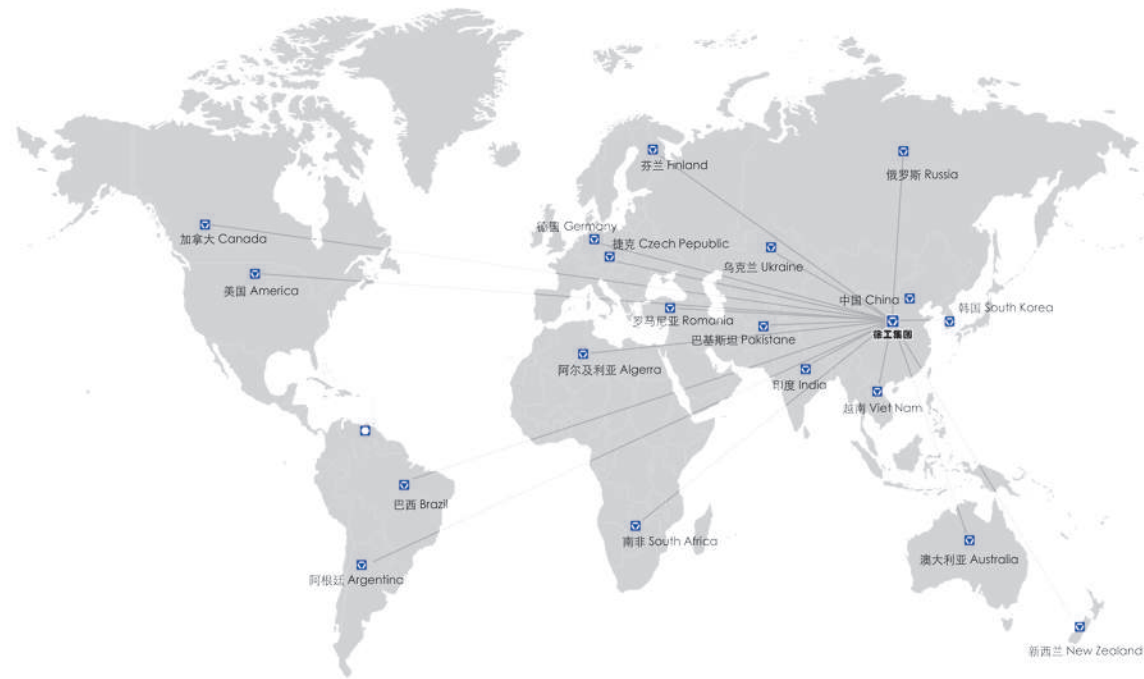 芬兰 Finland
俄罗斯 Russia
德国 Germany
加拿大 Canada
捷克 Czech Pepublic
乌克兰 Ukraine
美国 America
中国 China
韩国 South Korea
罗马尼亚 Romania
徐工集团
巴基斯坦 Pokistane
阿尔及利亚 Algerra
印度 India
越南 Viet Nam
巴西 Brazil
南非 South Africa
澳大利亚 Australia
阿根廷 Argentina
新西兰 New Zealand